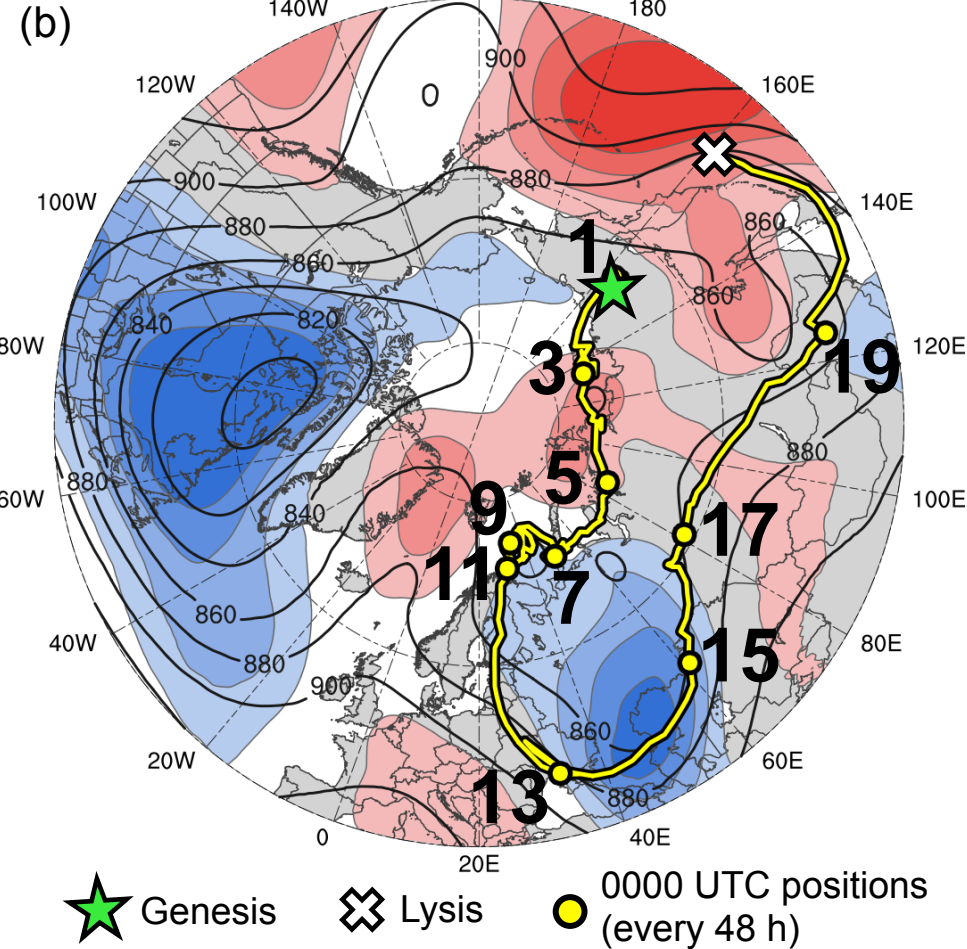 (b)
140W
180
120W
900
160E
0
100W
900
880
140E
880
1
860
860
860
840
820
80W
120E
3
19
880
880
5
60W
9
840
100E
17
11
7
860
40W
880
15
80E
900
860
20W
60E
13
880
0
40E
20E
Genesis
Lysis
0000 UTC positions
(every 48 h)